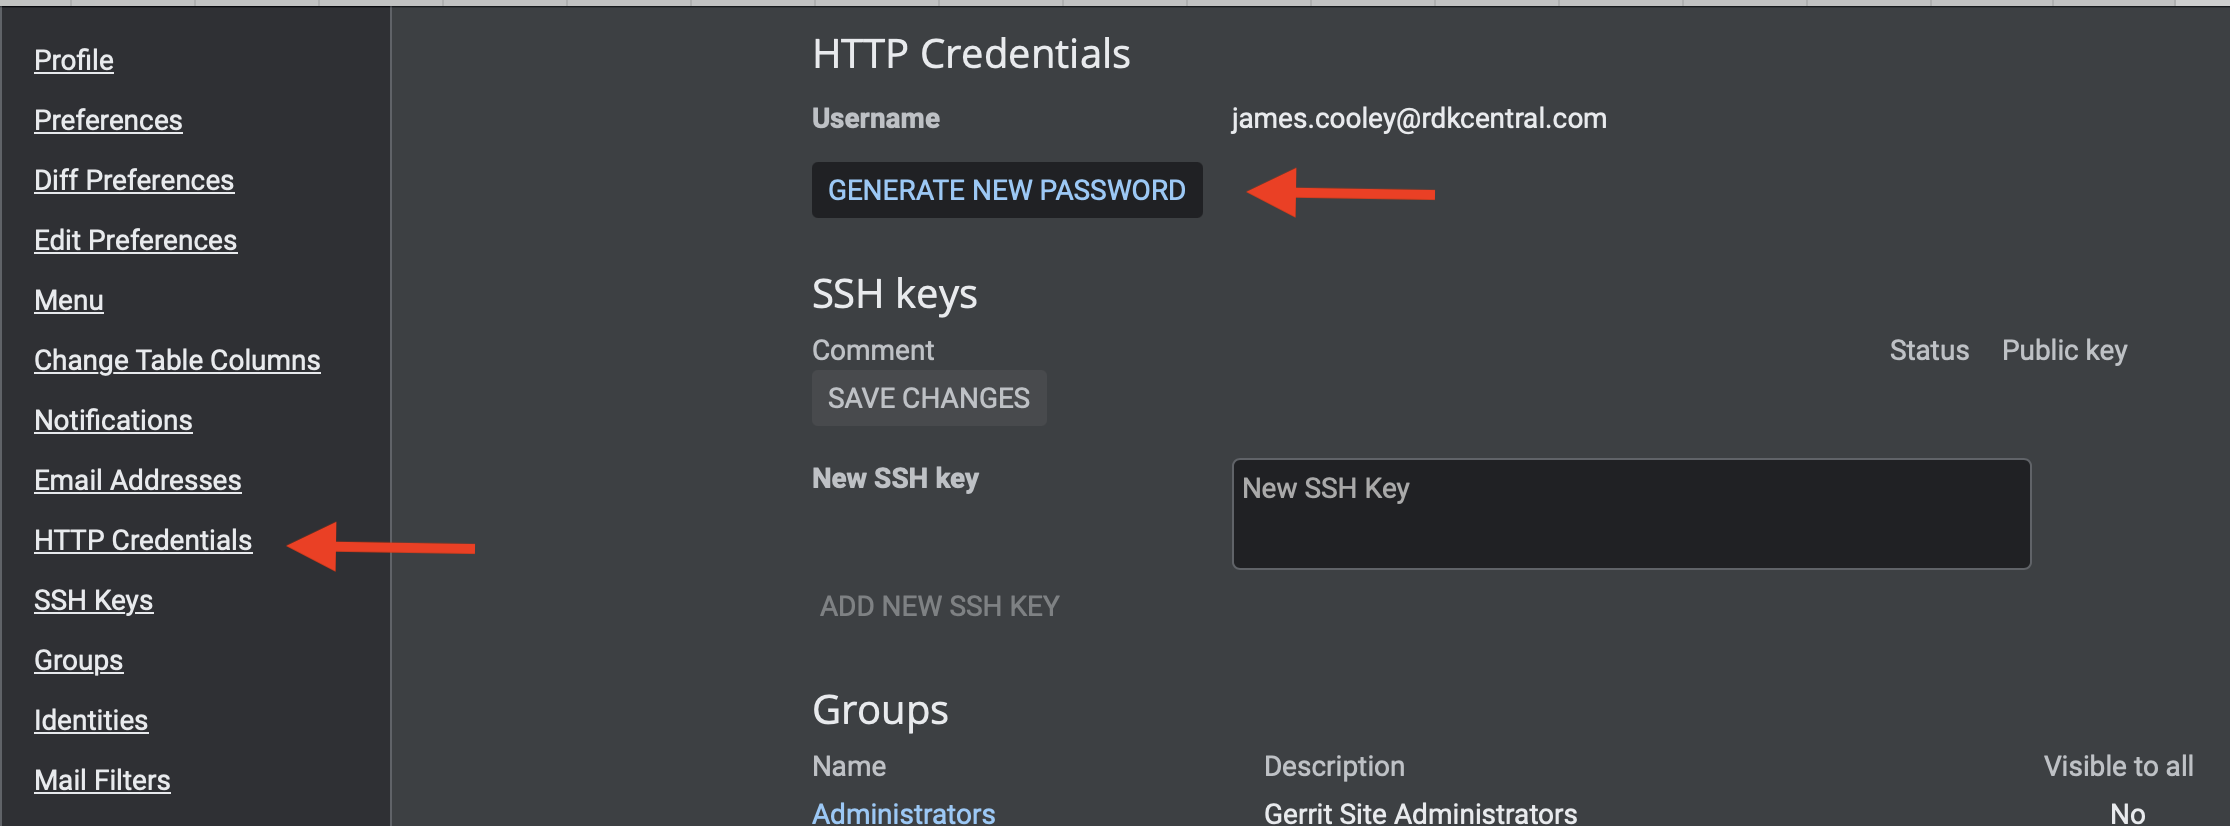 Profile
Preferences
Diff Preferences
Edit Preferences
Menu
Change Table Columns
Notifications
Email Addresses
HTTP Credentials
SSH Keys
Groups
Identities
Mail Filters
HTTP Credentials
Username james.cooley@rdkcentral.com
GENERATE NEW PASSWORD
SSH keys
Comment Status Public key
SAVE CHANGES
New SSH key New SSH Key
ADD NEW SSH KEY
Groups
Name Description Visible to all
Administrators Gerrit Site Administrators No